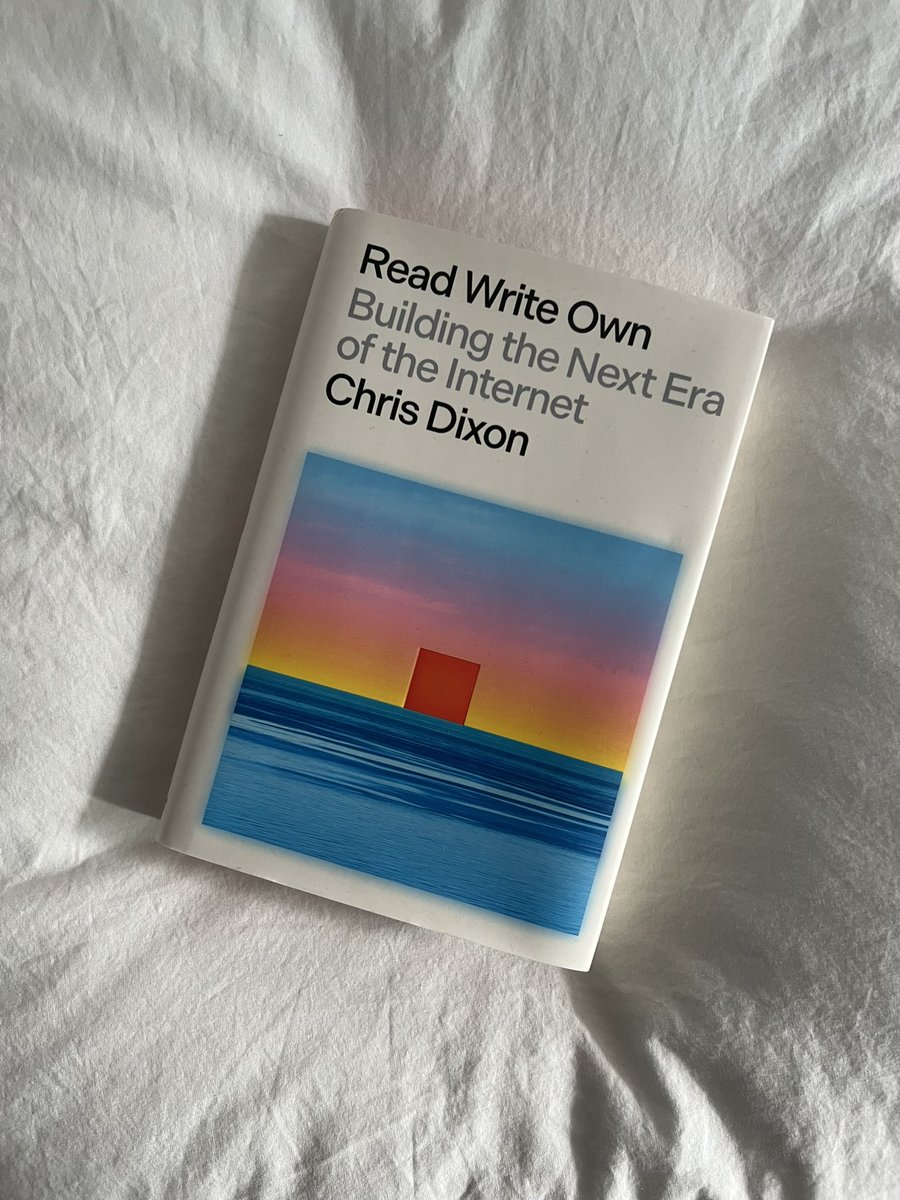 Read Write Own
Building the Next Era
of the Internet
Chris Dixon